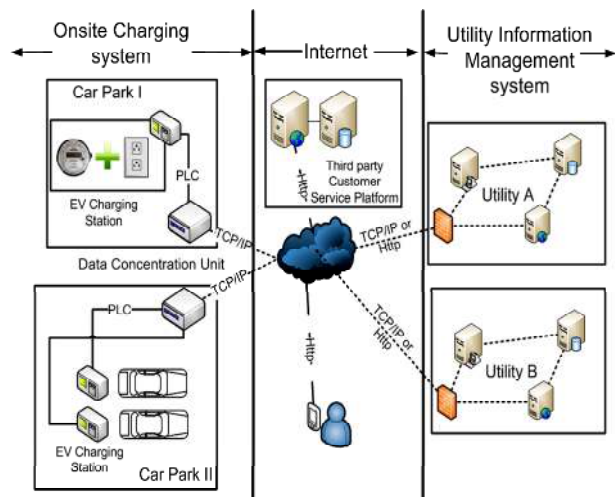 Onsite Charging
system
Internet
Utility Information
Management
system
Car Park I
PLC
EV Charging
Station
TCP/IP
Data Concentration Unit
TCP/IP
PLC
EV Charging
Station
Car Park II
Third party
Customer
Service Platform
Http
Http
TCP/IP or
Http
TCP/IP or
Http
Utility A
Utility B